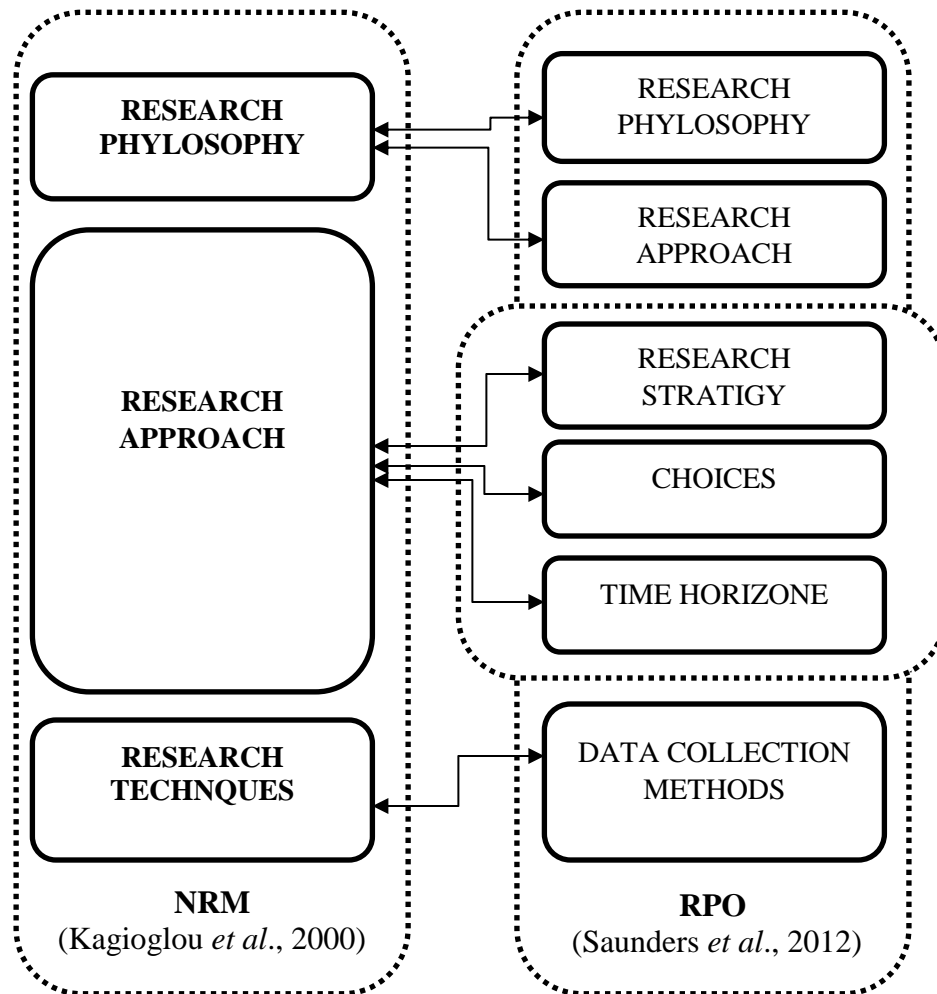 RESEARCH
PHYLOSOPHY
RESEARCH
APPROACH
RESEARCH
TECHNQUES
NRM
(Kagioglou et al., 2000)
RESEARCH
PHYLOSOPHY
RESEARCH
APPROACH
RESEARCH
STRATIGY
CHOICES
TIME HORIZONE
DATA COLLECTION
METHODS
RPO
(Saunders et al., 2012)